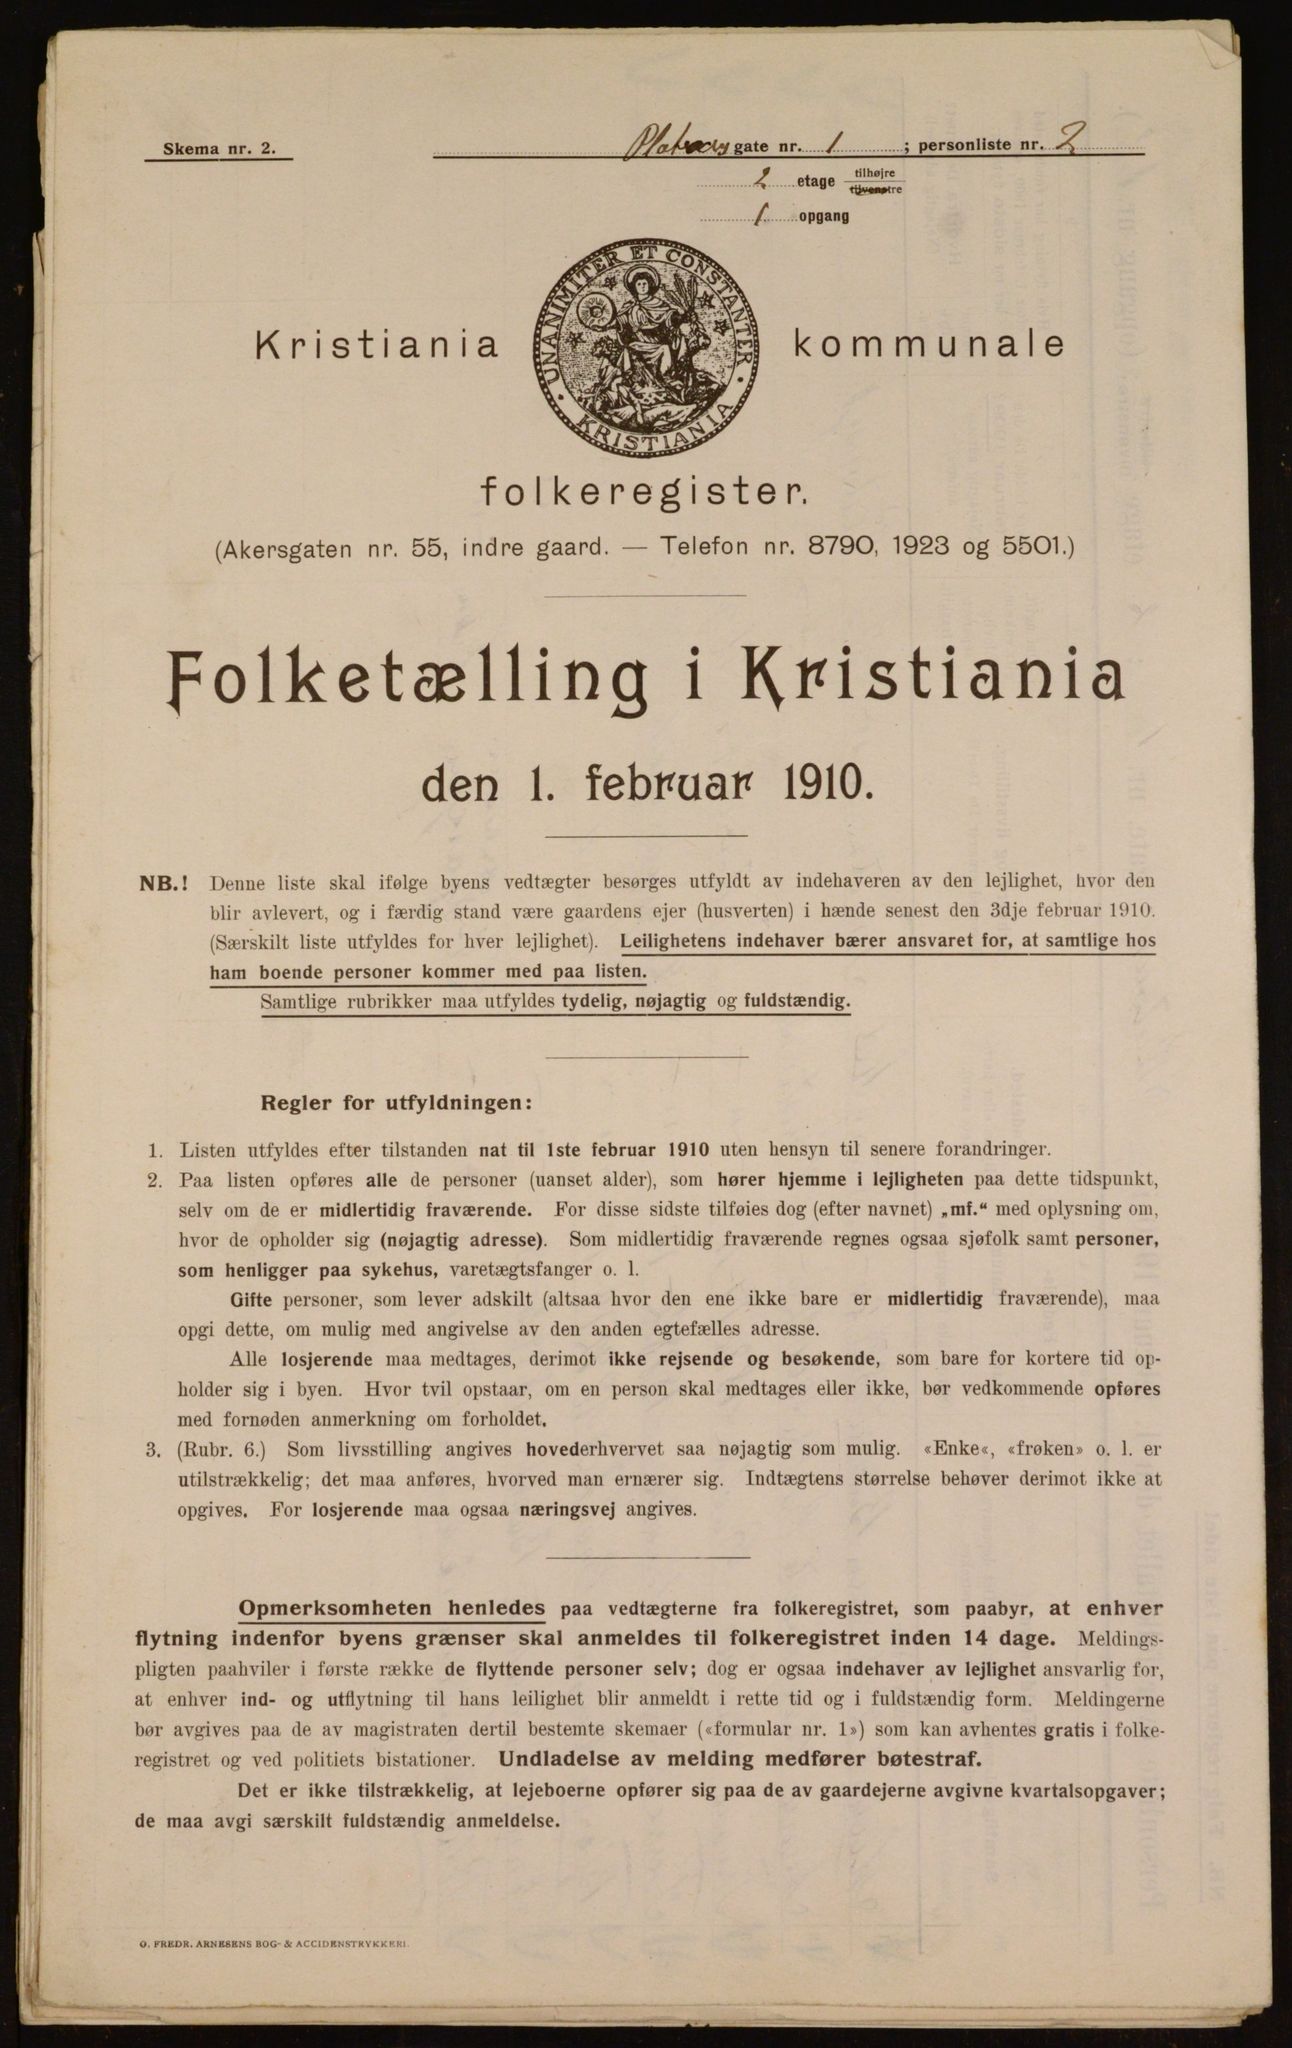 Skema nr. 2.
Platous gate nr. 1 ; personliste nr. 2
2 etage tilhøjre
tilvenstre
1 opgang
UNANIMITER ET CONSTANTER · KRISTIANIA ·
Kristiania kommunale
folkeregister.
(Akersgaten nr. 55, indre gaard. — Telefon nr. 8790, 1923 og 5501.)
Folketælling i Kristiania
den 1. februar 1910.
NB.! Denne liste skal ifølge byens vedtægter besørges utfyldt av indehaveren av den lejlighet, hvor den
blir avlevert, og i færdig stand være gaardens ejer (husverten) i hænde senest den 3dje februar 1910.
(Særskilt liste utfyldes for hver lejlighet). Leilighetens indehaver bærer ansvaret for, at samtlige hos
ham boende personer kommer med paa listen.
Samtlige rubrikker maa utfyldes tydelig, nøjagtig og fuldstændig.
Regler for utfyldningen:
1. Listen utfyldes efter tilstanden nat til 1ste februar 1910 uten hensyn til senere forandringer.
2. Paa listen opføres alle de personer (uanset alder), som hører hjemme i lejligheten paa dette tidspunkt,
selv om de er midlertidig fraværende. For disse sidste tilføies dog (efter navnet) „mf.“ med oplysning om,
hvor de opholder sig (nøjagtig adresse). Som midlertidig fraværende regnes ogsaa sjøfolk samt personer,
som henligger paa sykehus, varetægtsfanger o. l.
Gifte personer, som lever adskilt (altsaa hvor den ene ikke bare er midlertidig fraværende), maa
opgi dette, om mulig med angivelse av den anden egtefælles adresse.
Alle losjerende maa medtages, derimot ikke rejsende og besøkende, som bare for kortere tid op-
holder sig i byen. Hvor tvil opstaar, om en person skal medtages eller ikke, bør vedkommende opføres
med fornøden anmerkning om forholdet.
3. (Rubr. 6.) Som livsstilling angives hovederhvervet saa nøjagtig som mulig. «Enke«, «frøken» o. l. er
utilstrækkelig; det maa anføres, hvorved man ernærer sig. Indtægtens størrelse behøver derimot ikke at
opgives. For losjerende maa ogsaa næringsvej angives.
Opmerksomheten henledes paa vedtægterne fra folkeregistret, som paabyr, at enhver
flytning indenfor byens grænser skal anmeldes til folkeregistret inden 14 dage. Meldings-
pligten paahviler i første række de flyttende personer selv; dog er ogsaa indehaver av lejlighet ansvarlig for,
at enhver ind- og utflytning til hans leilighet blir anmeldt i rette tid og i fuldstændig form. Meldingerne
bør avgives paa de av magistraten dertil bestemte skemaer («formular nr. 1») som kan avhentes gratis i folke-
registret og ved politiets bistationer. Undladelse av melding medfører bøtestraf.
Det er ikke tilstrækkelig, at lejeboerne opfører sig paa de av gaardejerne avgivne kvartalsopgaver;
de maa avgi særskilt fuldstændig anmeldelse.
O. FREDR. ARNESENS BOG- & ACCIDENSTRYKKERI.